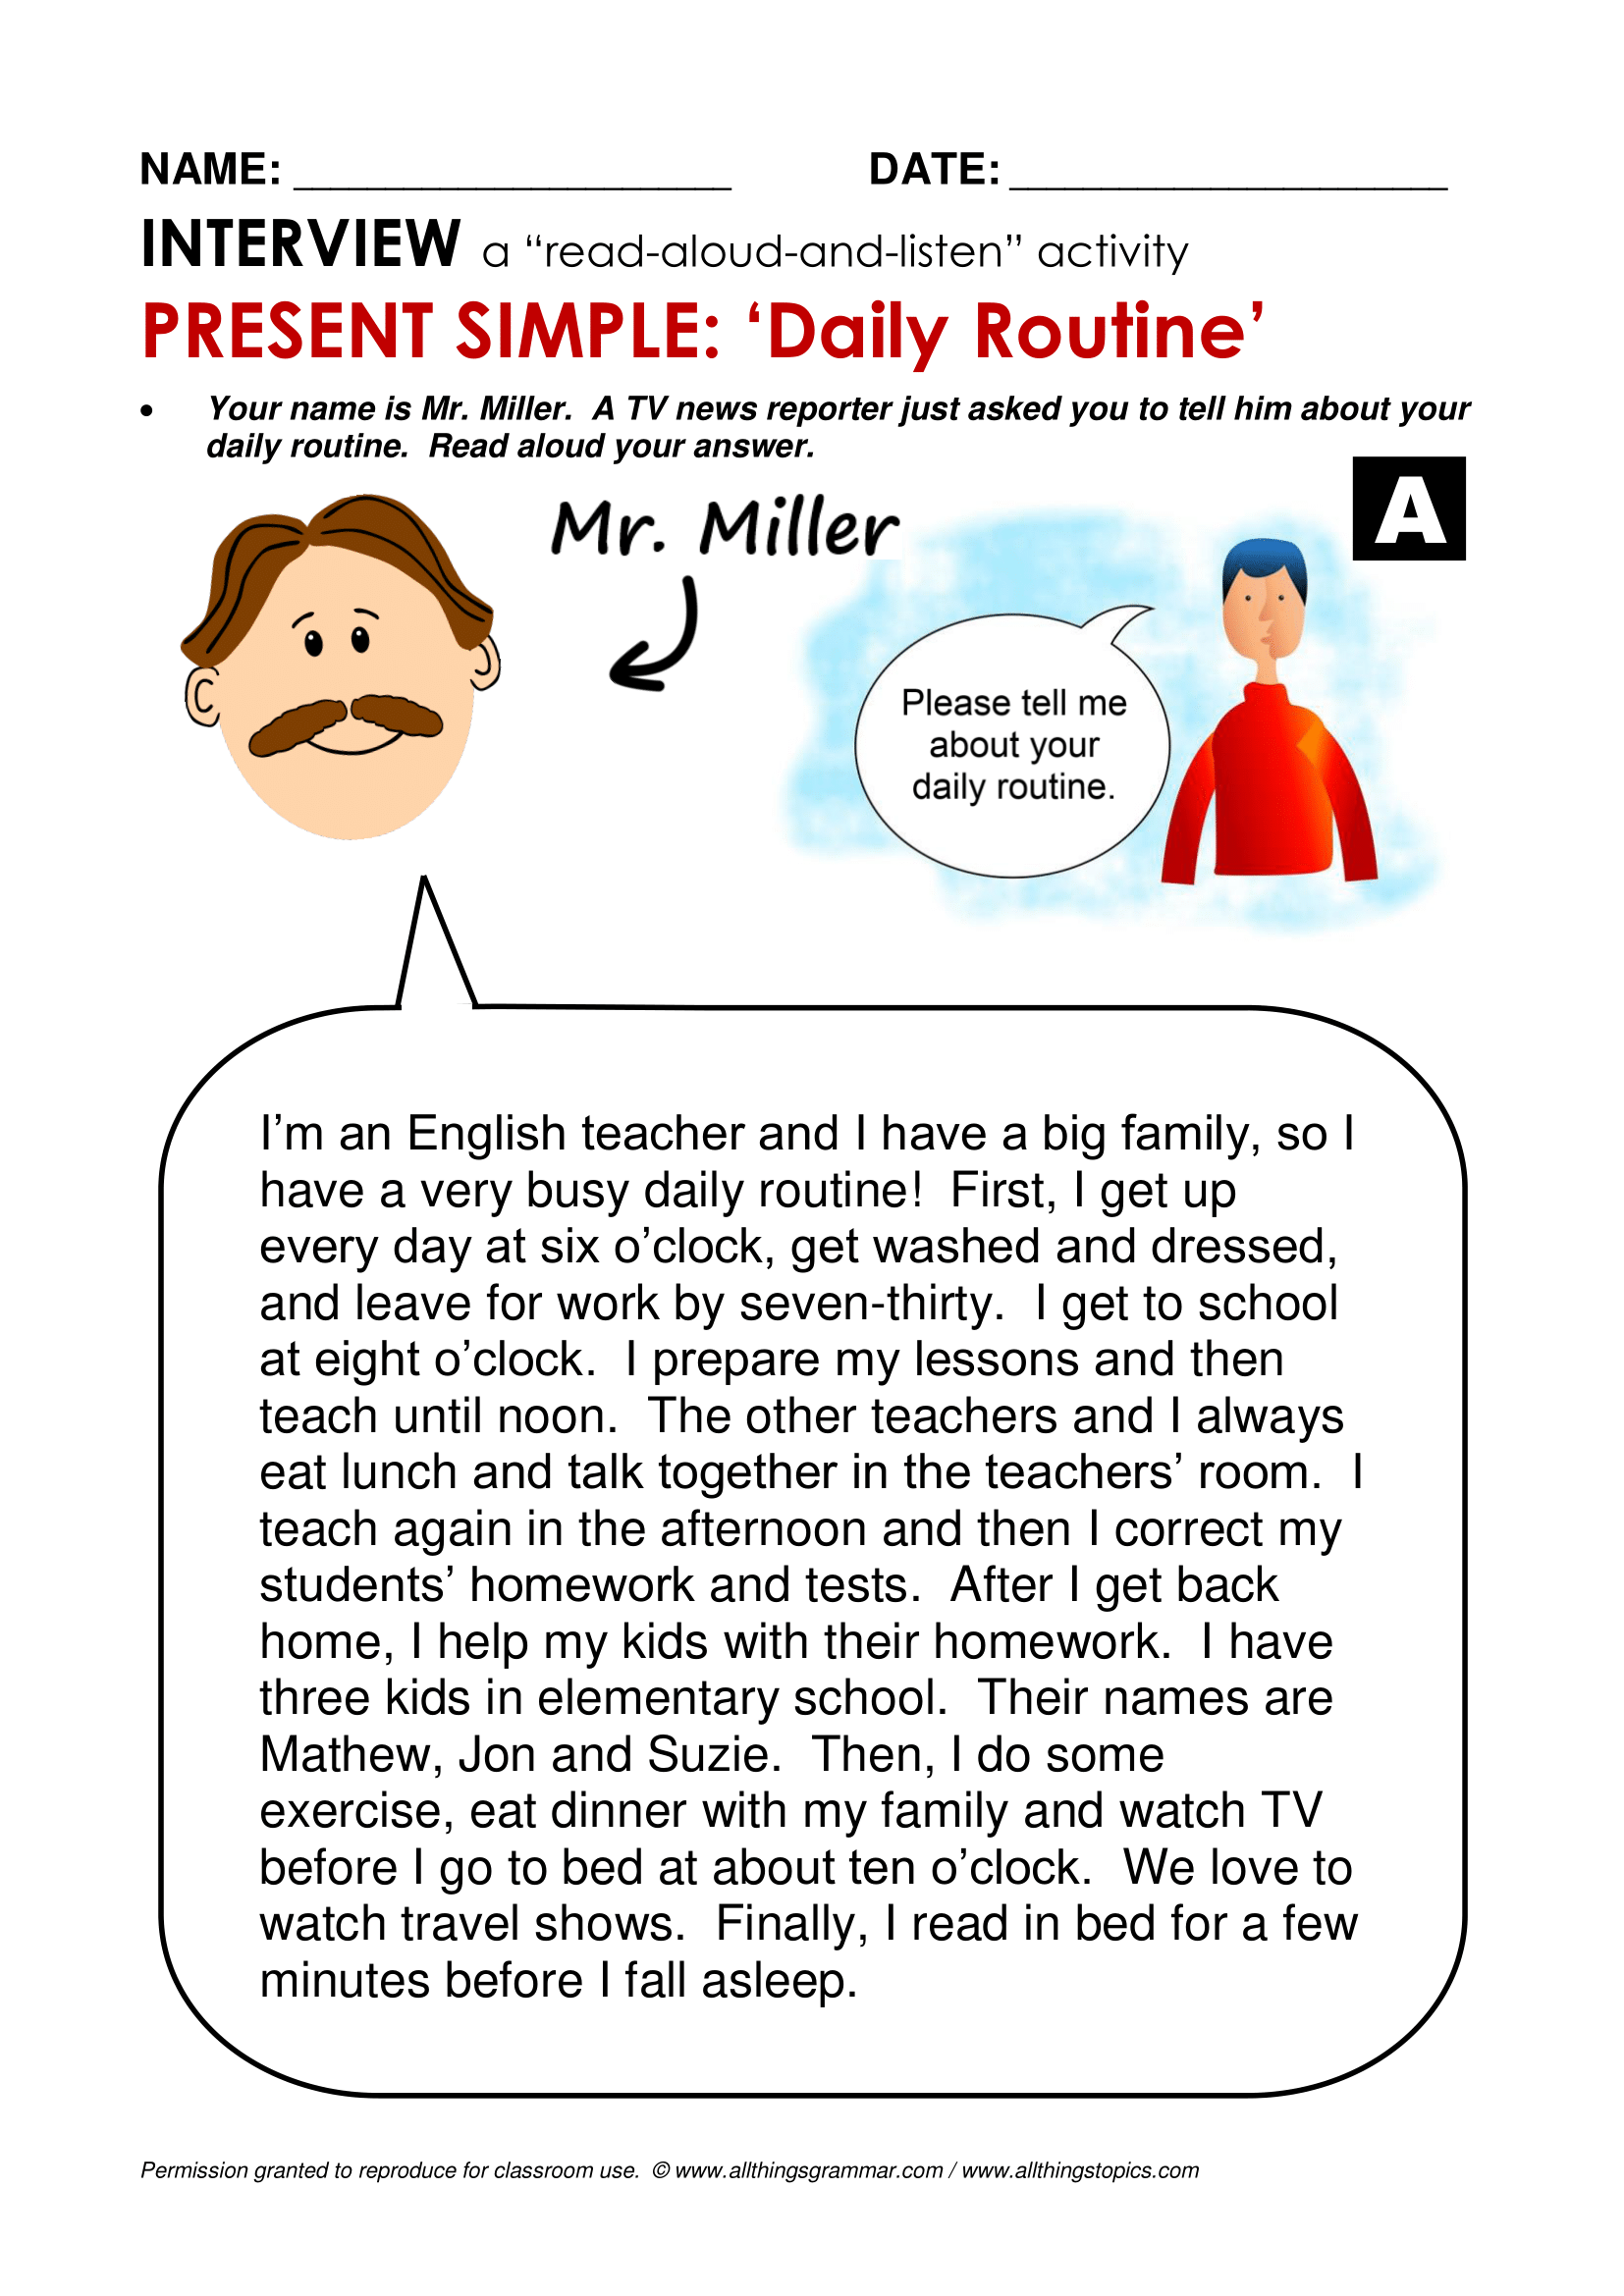 NAME: ____________________ DATE: ____________________
INTERVIEW a “read-aloud-and-listen” activity
PRESENT SIMPLE: ‘Daily Routine’
• Your name is Mr. Miller.  A TV news reporter just asked you to tell him about your
daily routine.  Read aloud your answer.
A
Mr. Miller
Please tell me
about your
daily routine.
I’m an English teacher and I have a big family, so I
have a very busy daily routine!  First, I get up
every day at six o’clock, get washed and dressed,
and leave for work by seven-thirty.  I get to school
at eight o’clock.  I prepare my lessons and then
teach until noon.  The other teachers and I always
eat lunch and talk together in the teachers’ room.  I
teach again in the afternoon and then I correct my
students’ homework and tests.  After I get back
home, I help my kids with their homework.  I have
three kids in elementary school.  Their names are
Mathew, Jon and Suzie.  Then, I do some
exercise, eat dinner with my family and watch TV
before I go to bed at about ten o’clock.  We love to
watch travel shows.  Finally, I read in bed for a few
minutes before I fall asleep.
Permission granted to reproduce for classroom use.  © www.allthingsgrammar.com / www.allthingstopics.com